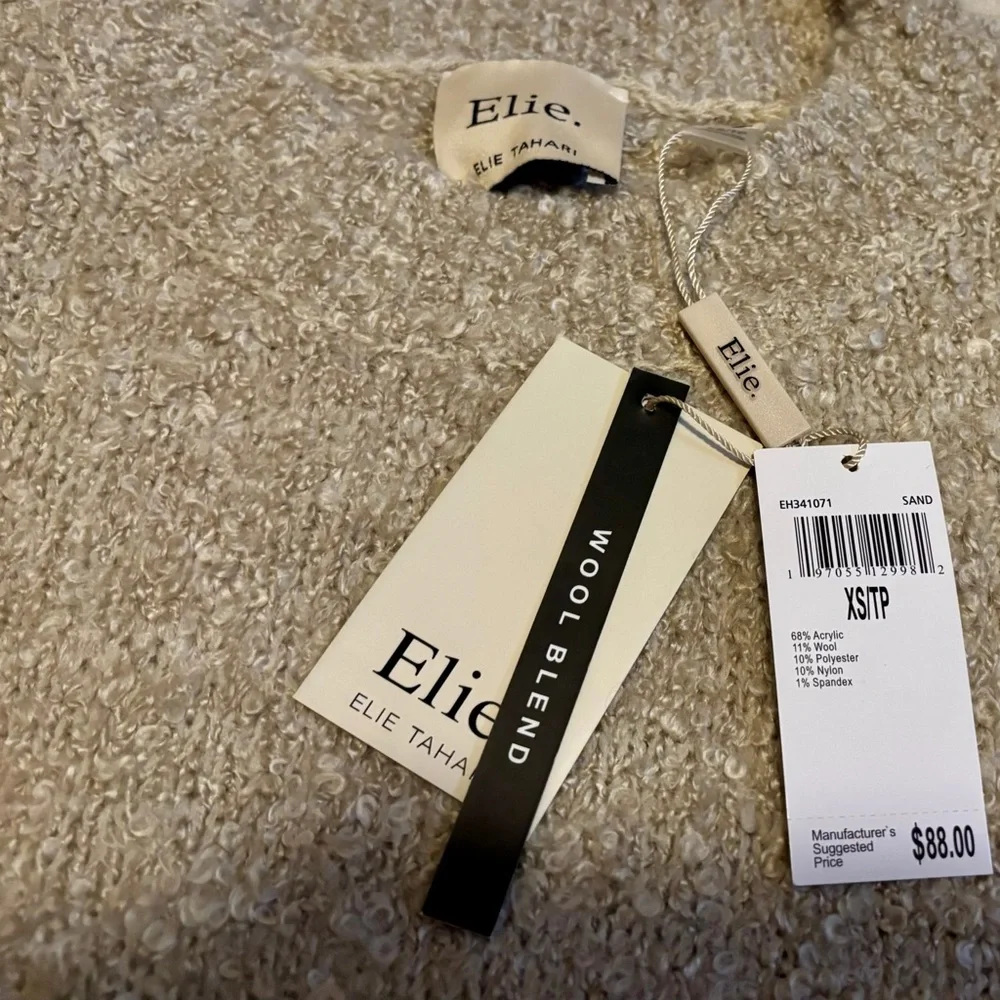 Elie.
ELIE TAHARI
Elie.
WOOL BLEND
Elie
ELIE TAHA
EH341071 SAND
1 97055 12998 2
XS/TP
68% Acrylic
11% Wool
10% Polyester
10% Nylon
1% Spandex
Manufacturer's
Suggested
Price
$88.00